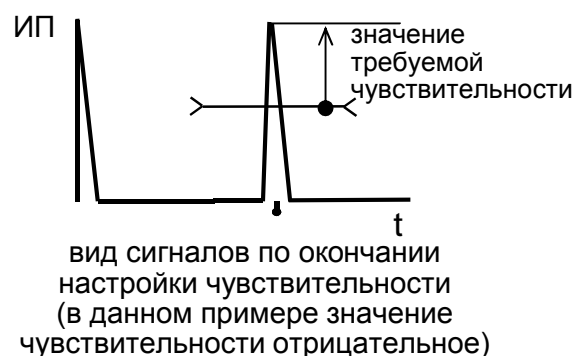 ИП
значение
требуемой
чувствительности
t
вид сигналов по окончании
настройки чувствительности
(в данном примере значение
чувствительности отрицательное)